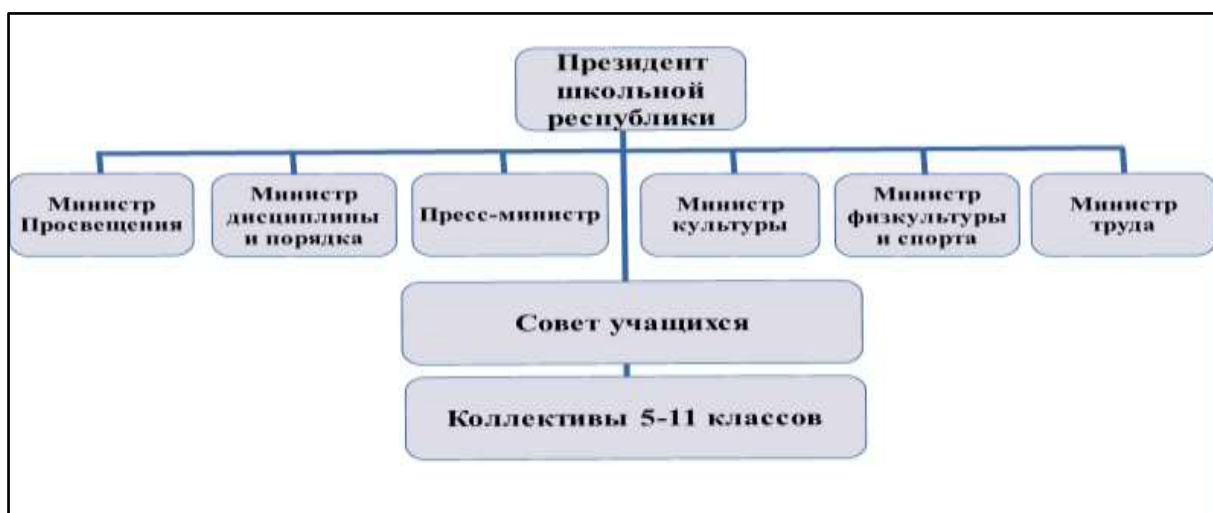 Президент
школьной
республики
Министр
Просвещения
Министр
дисциплины
и порядка
Пресс-министр
Министр
культуры
Министр
физкультуры
и спорта
Министр
труда
Совет учащихся
Коллективы 5-11 классов